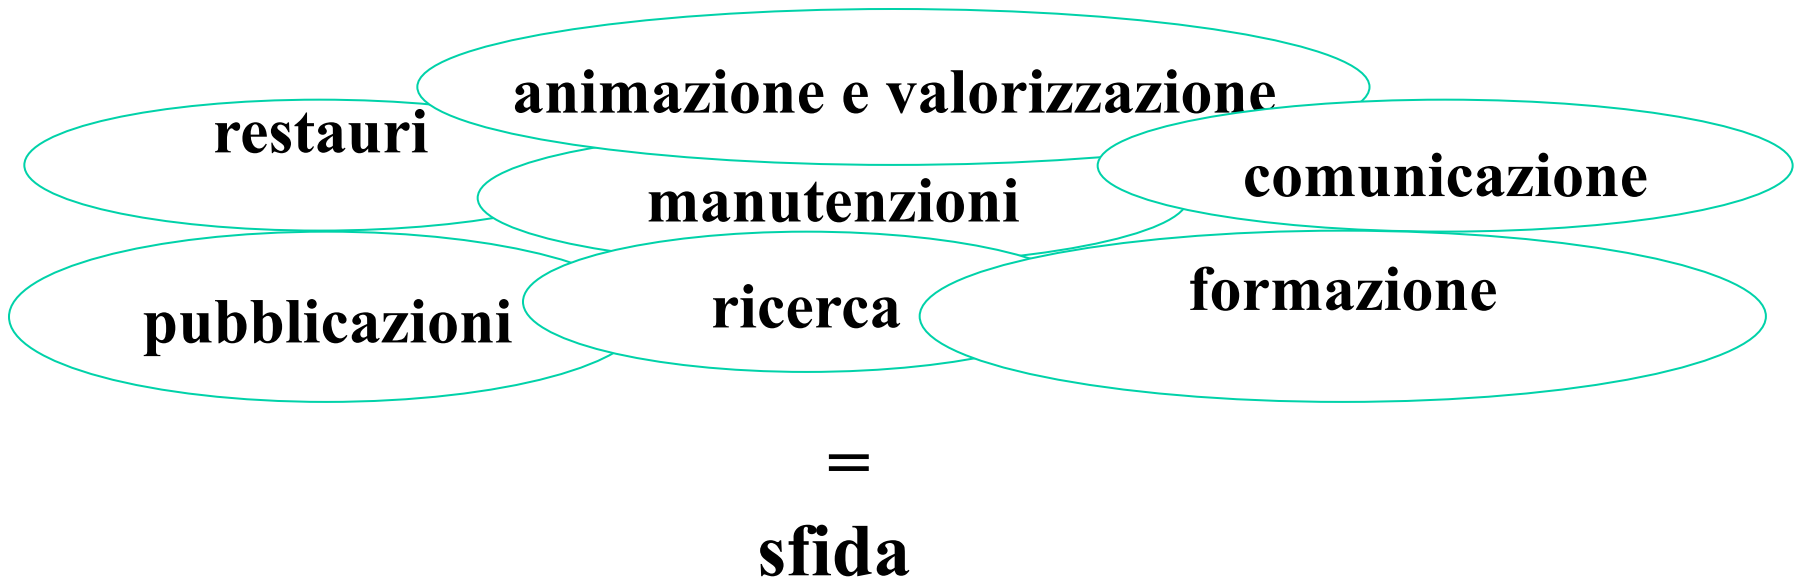 animazione e valorizzazione
restauri
comunicazione
manutenzioni
formazione
ricerca
pubblicazioni
=
sfida